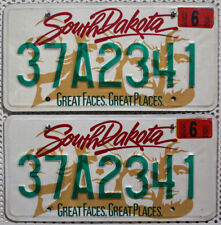 South Dakota
6
37A2341
GREAT FACES. GREAT PLACES.
South Dakota
6
37A2341
GREAT FACES. GREAT PLACES.